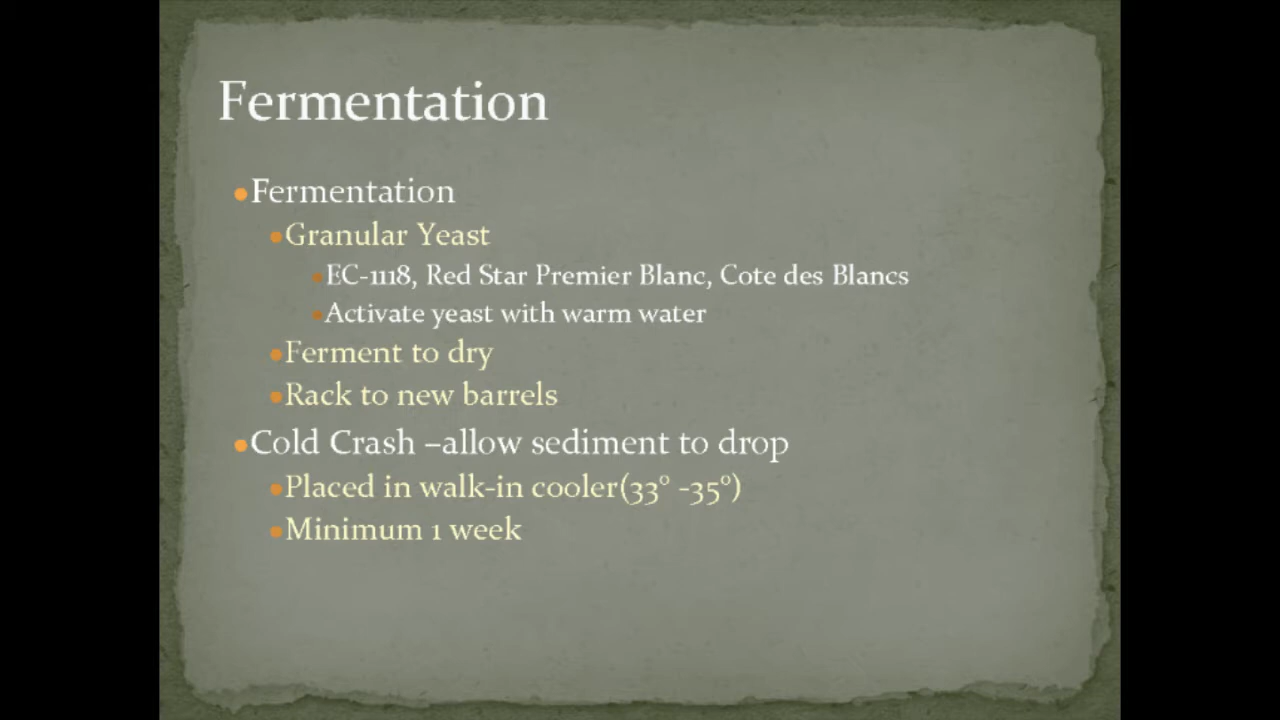 Fermentation
Fermentation
Granular Yeast
EC-1118, Red Star Premier Blanc, Cote des Blancs
Activate yeast with warm water
Ferment to dry
Rack to new barrels
Cold Crash –allow sediment to drop
Placed in walk-in cooler(33° -35°)
Minimum 1 week